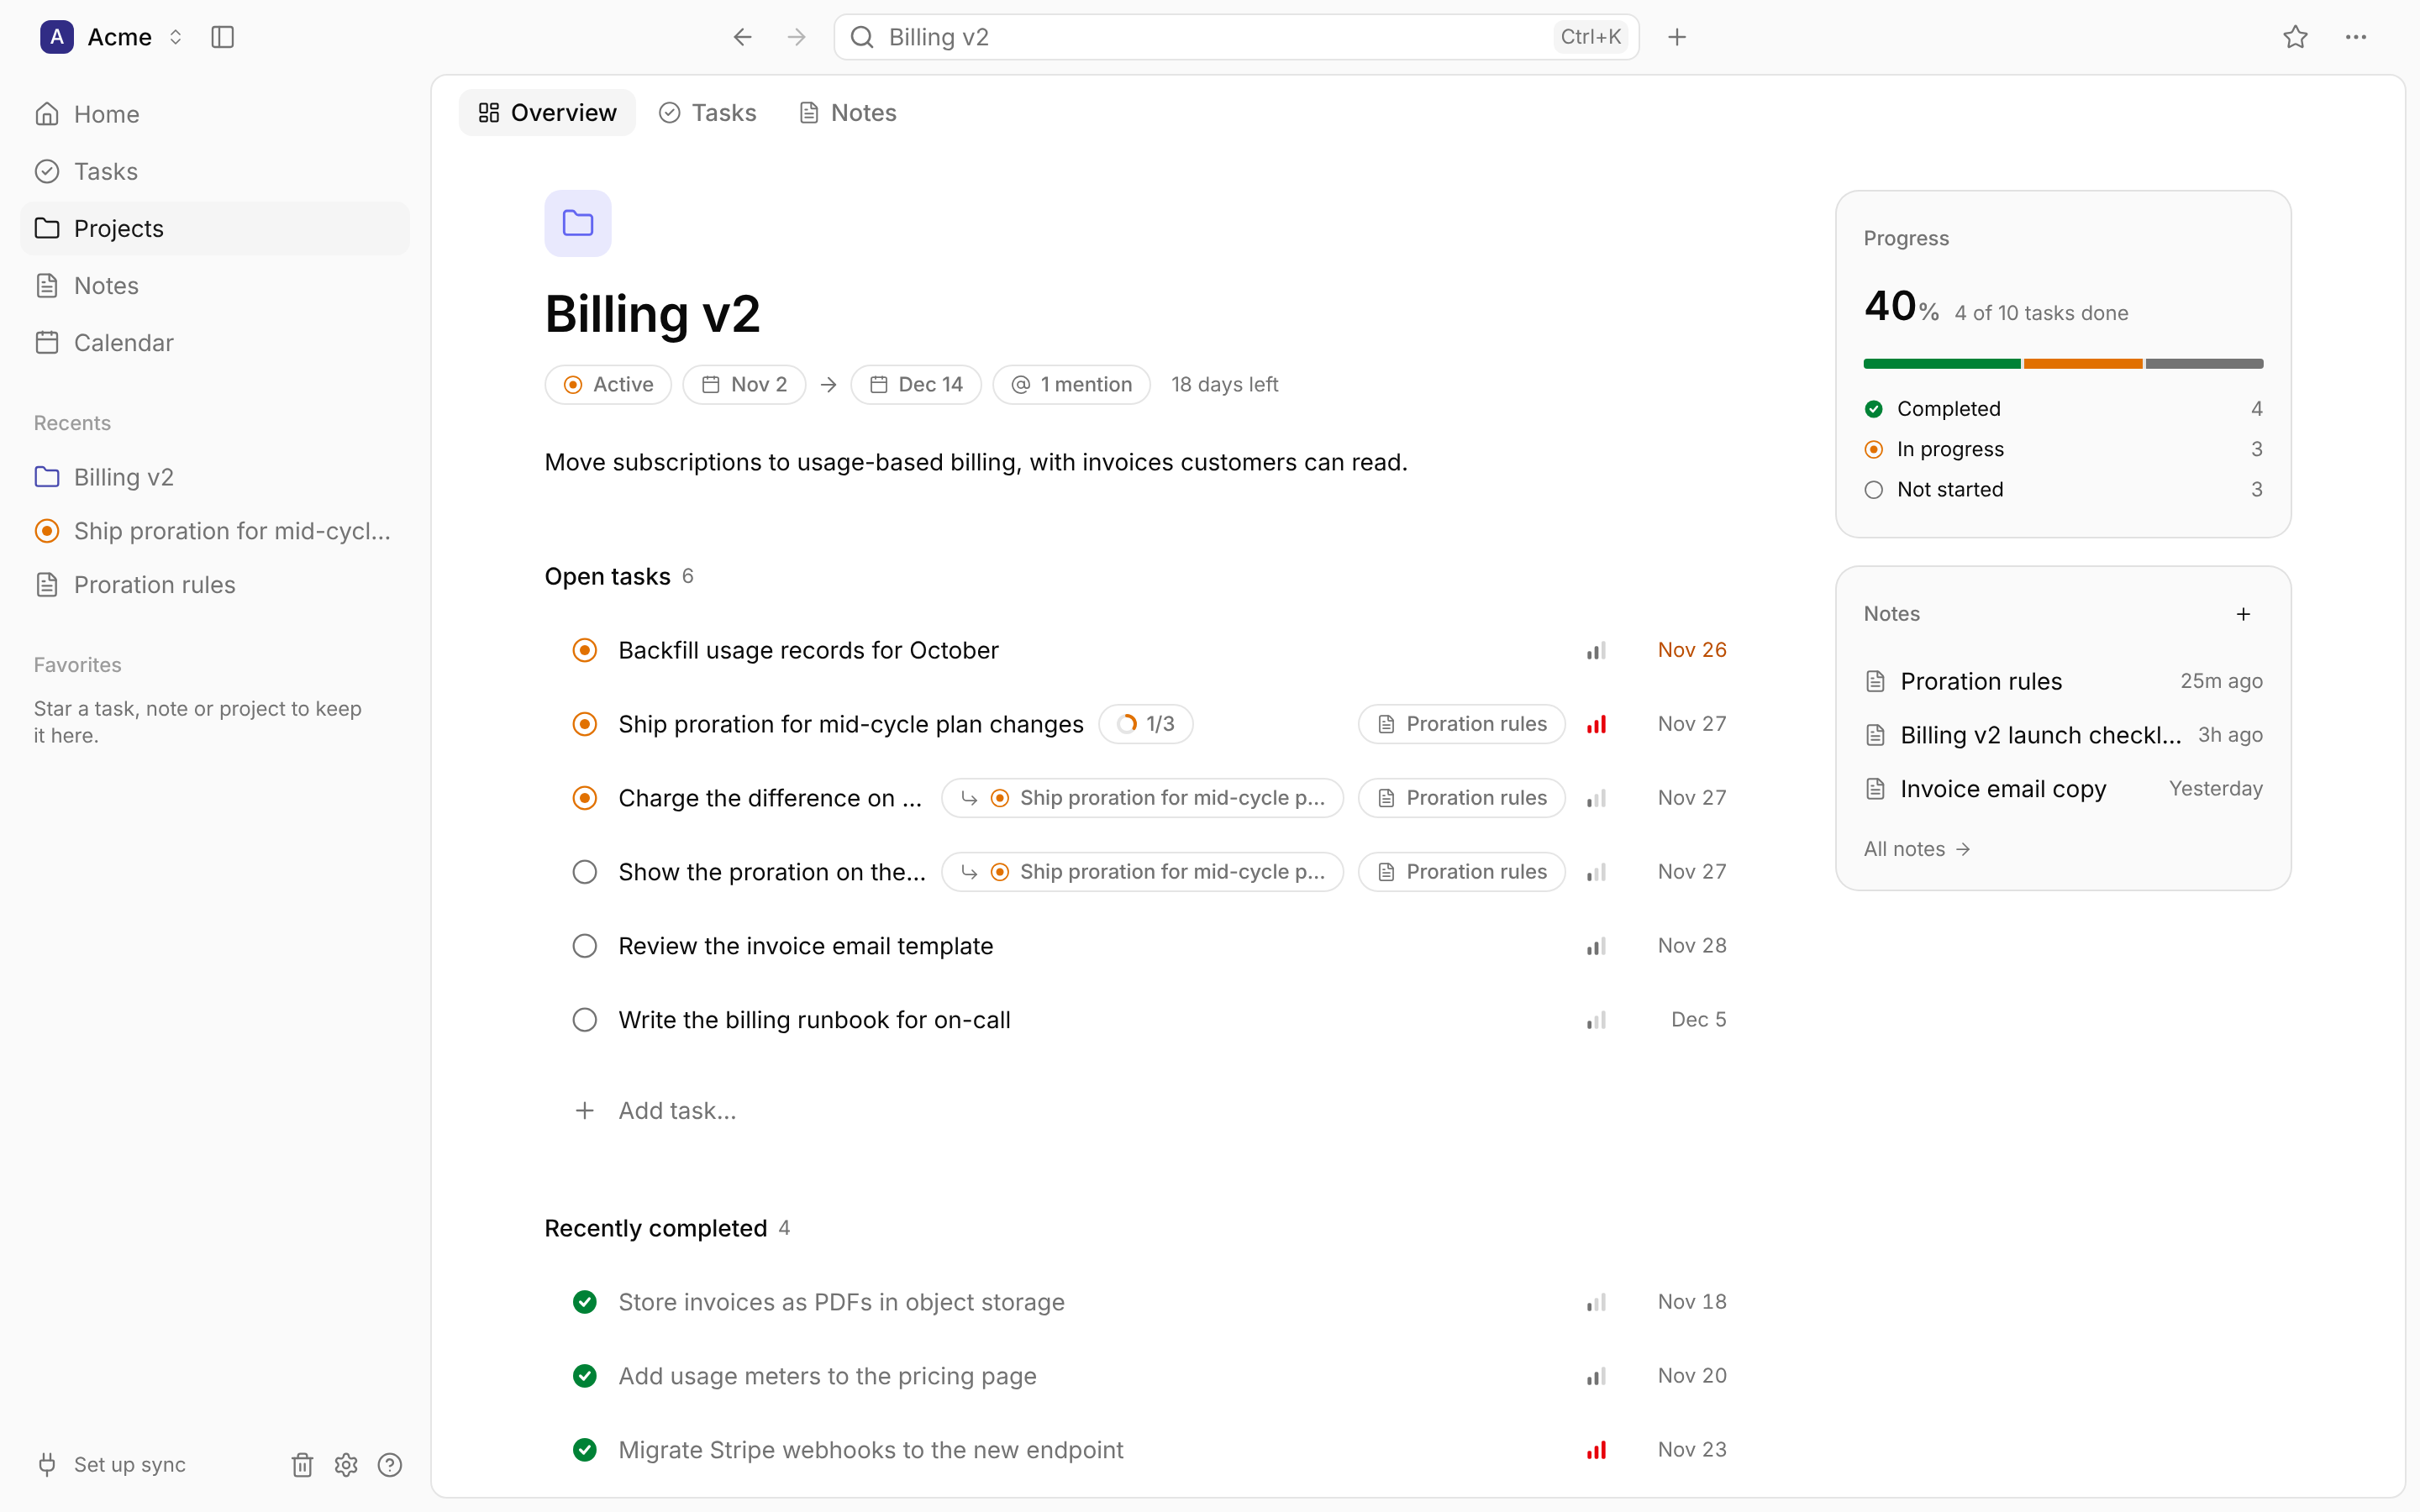 A Acme
Billing v2 Ctrl+K
Home
Tasks
Projects
Notes
Calendar
Recents
Billing v2
Ship proration for mid-cycl...
Proration rules
Favorites
Star a task, note or project to keep
it here.
Set up sync
Overview Tasks Notes
Billing v2
Active Nov 2 → Dec 14 @ 1 mention 18 days left
Move subscriptions to usage-based billing, with invoices customers can read.
Open tasks 6
Backfill usage records for October Nov 26
Ship proration for mid-cycle plan changes 1/3 Proration rules Nov 27
Charge the difference on ... Ship proration for mid-cycle p... Proration rules Nov 27
Show the proration on the... Ship proration for mid-cycle p... Proration rules Nov 27
Review the invoice email template Nov 28
Write the billing runbook for on-call Dec 5
Add task...
Recently completed 4
Store invoices as PDFs in object storage Nov 18
Add usage meters to the pricing page Nov 20
Migrate Stripe webhooks to the new endpoint Nov 23
Progress
40% 4 of 10 tasks done
Completed 4
In progress 3
Not started 3
Notes
Proration rules 25m ago
Billing v2 launch checkl... 3h ago
Invoice email copy Yesterday
All notes →